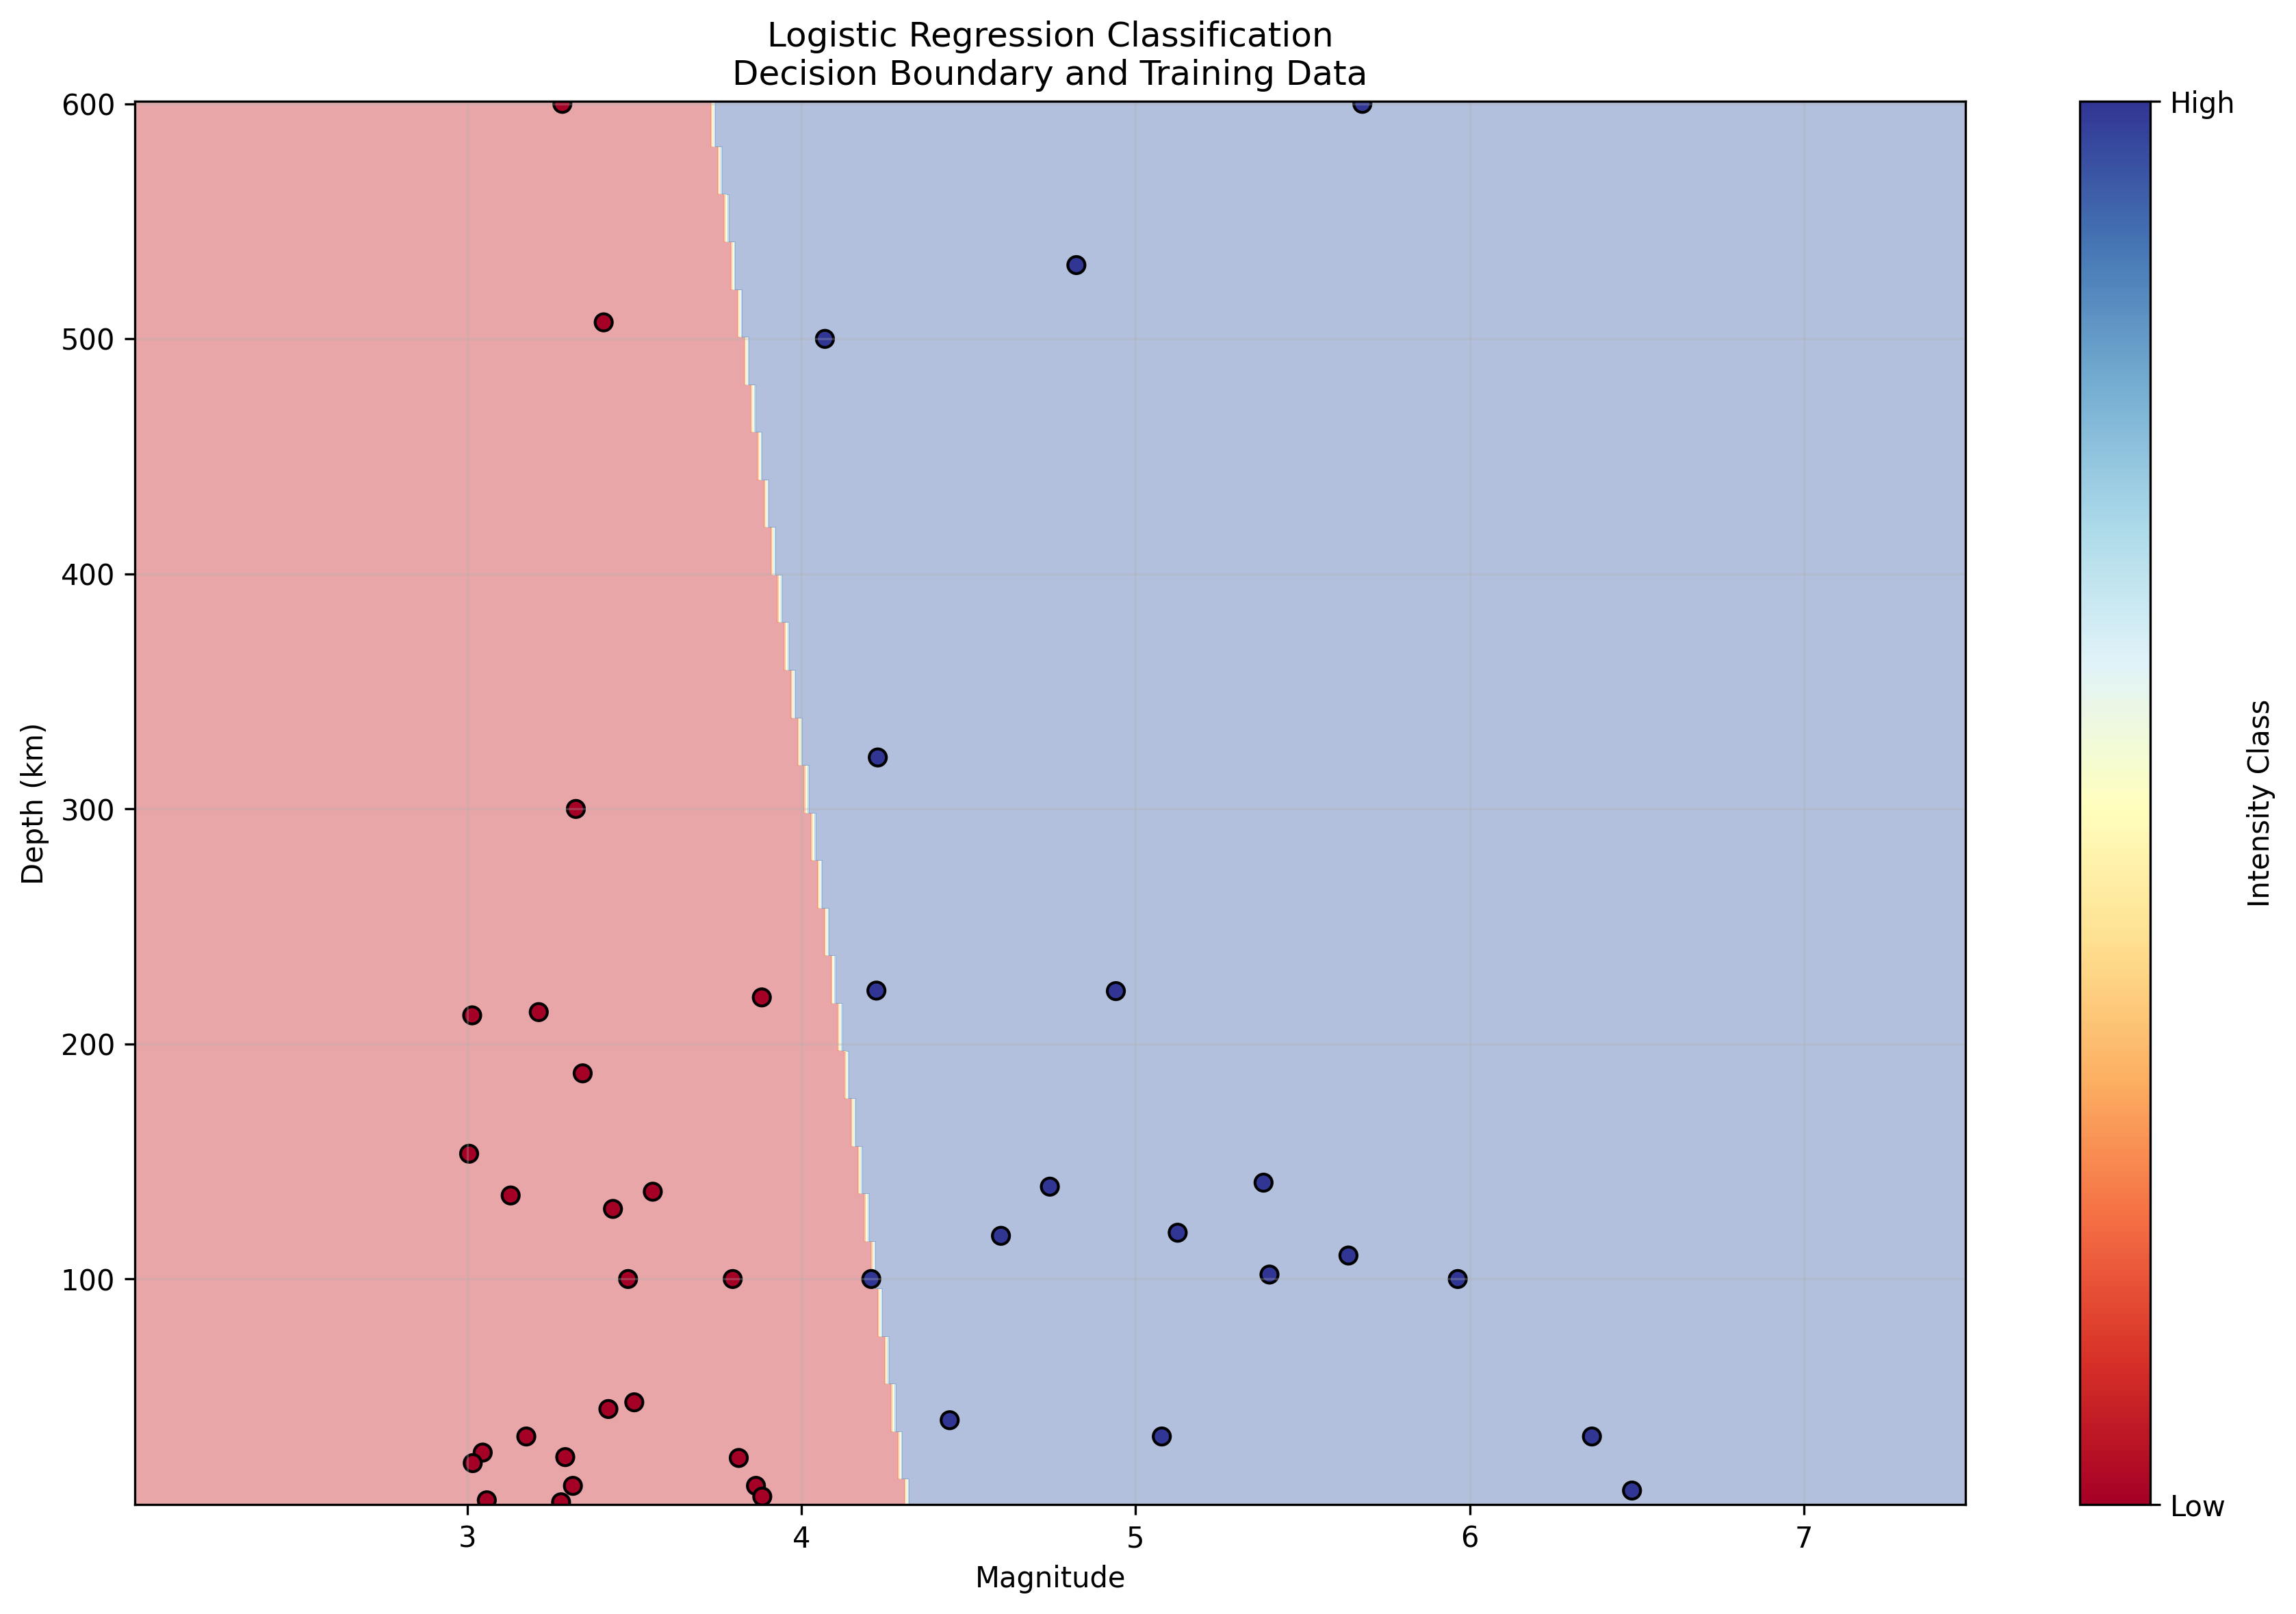 Logistic Regression Classification
Decision Boundary and Training Data
600
500
400
300
200
100
Depth (km)
3
4
5
6
7
Magnitude
High
Low
Intensity Class